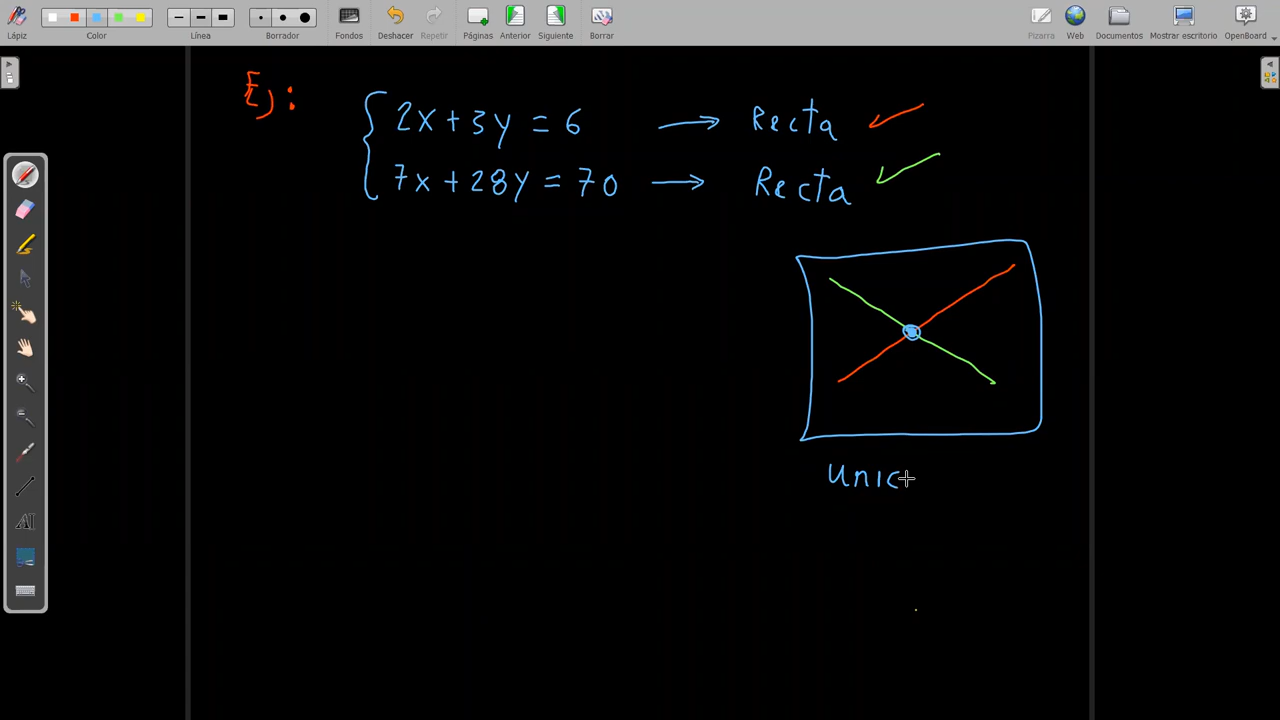 Lápiz Color Línea Borrador Fondos Deshacer Repetir Páginas Anterior Siguiente Borrar Pizarra Web Documentos Mostrar escritorio OpenBoard
Ej:
2x+3y = 6 → Recta ✓
7x+28y = 70 → Recta ✓
Unic
AI